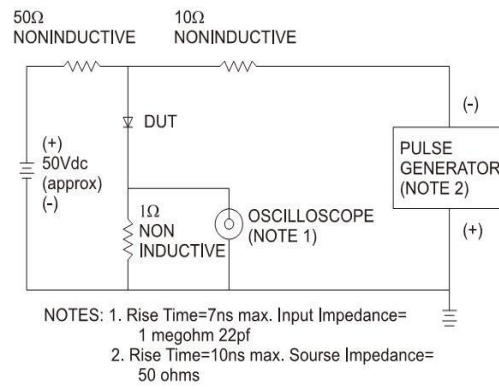 50Ω
NONINDUCTIVE
10Ω
NONINDUCTIVE
DUT
(+)
50Vdc
(approx)
(-)
1Ω
NON
INDUCTIVE
OSCILLOSCOPE
(NOTE 1)
(-)
PULSE
GENERATOR
(NOTE 2)
(+)
NOTES: 1. Rise Time=7ns max. Input Impedance=
1 megohm 22pf
2. Rise Time=10ns max. Sourse Impedance=
50 ohms